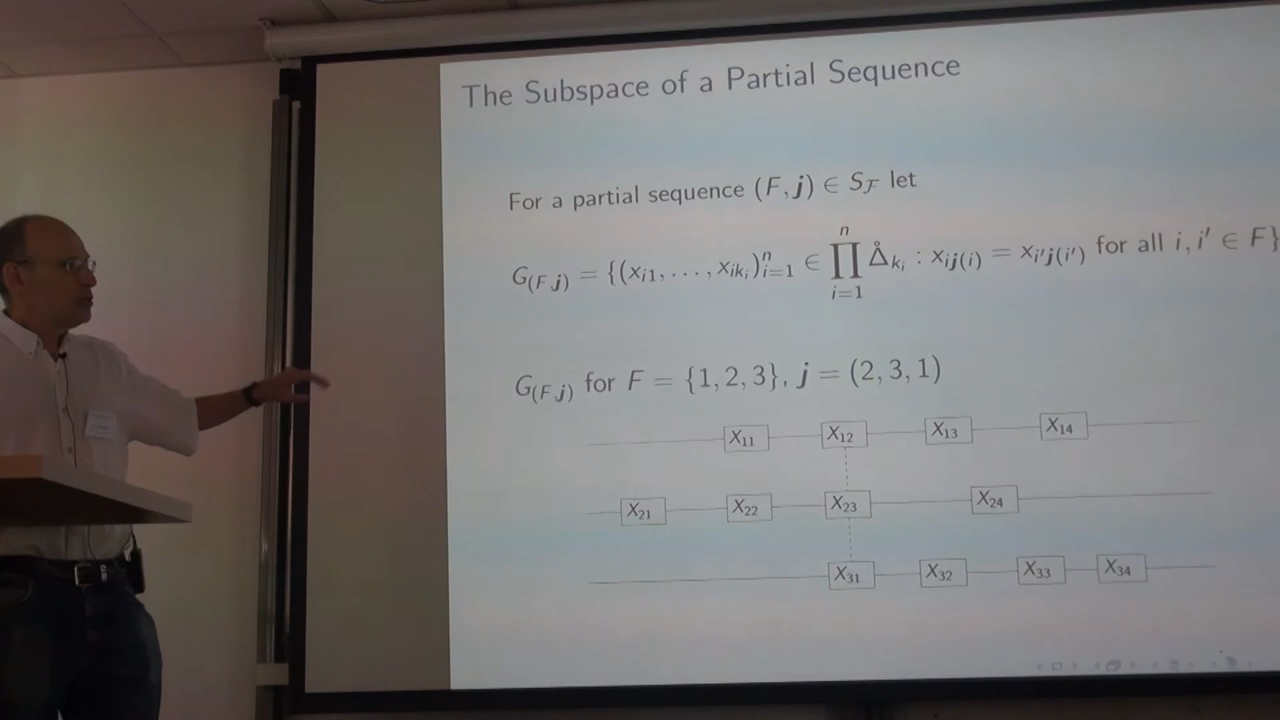 The Subspace of a Partial Sequence
For a partial sequence (F, j) ∈ S_ℱ let
G_(F,j) = {(x_i1, . . . , x_ik_i)_{i=1}^n ∈ ∏_{i=1}^n Δ̊_k_i : x_ij(i) = x_i′j(i′) for all i, i′ ∈ F}
G_(F,j) for F = {1, 2, 3}, j = (2, 3, 1)
X₁₁ X₁₂ X₁₃ X₁₄
X₂₁ X₂₂ X₂₃ X₂₄
X₃₁ X₃₂ X₃₃ X₃₄